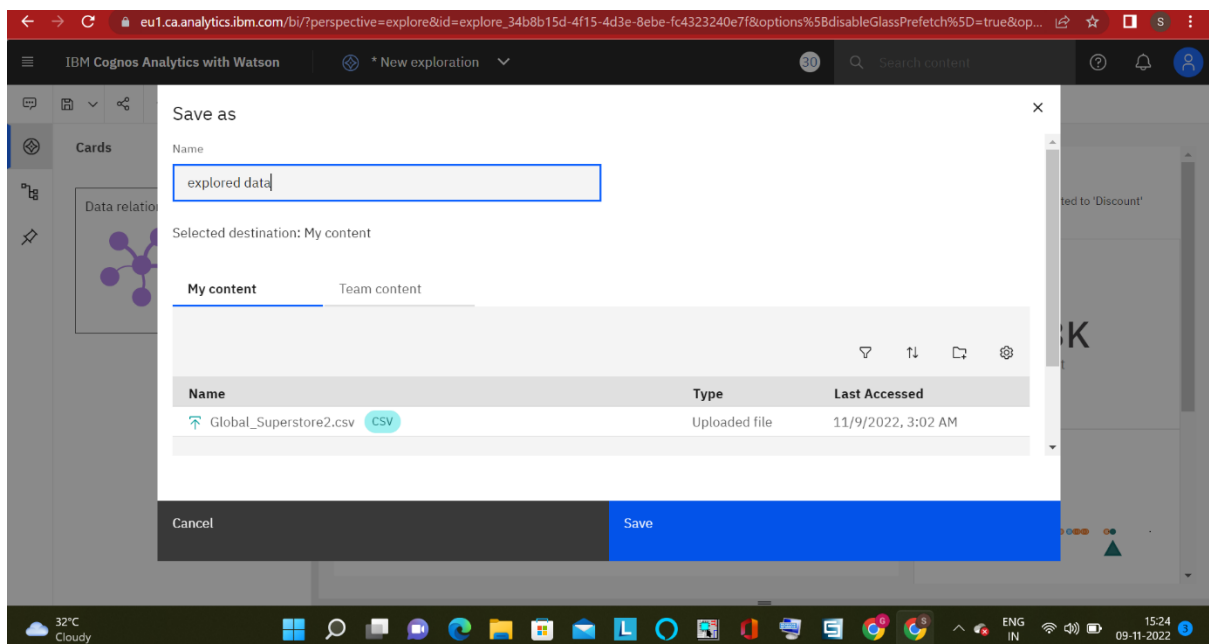 eu1.ca.analytics.ibm.com/bi/?perspective=explore&id=explore_34b8b15d-4f15-4d3e-8ebe-fc4323240e7f&options%5BdisableGlassPrefetch%5D=true&op...
S
IBM Cognos Analytics with Watson
* New exploration
30
Search content
Save as
Cards
Name
explored data
Data relatio
ted to 'Discount'
Selected destination: My content
My content
Team content
K
Name
Type
Last Accessed
Global_Superstore2.csv
CSV
Uploaded file
11/9/2022, 3:02 AM
Cancel
Save
32°C
Cloudy
L
S
G
S
ENG
IN
15:24
09-11-2022
3